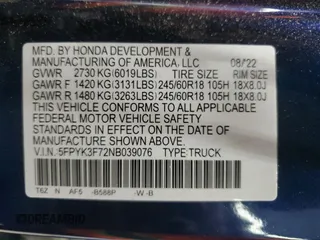 MFD. BY HONDA DEVELOPMENT &
MANUFACTURING OF AMERICA, LLC 08/22
GVWR 2730 KG (6019LBS) TIRE SIZE RIM SIZE
GAWR F 1420 KG(3131LBS) 245/60R18 105H 18X8.0J
GAWR R 1480 KG(3263LBS) 245/60R18 105H 18X8.0J
THIS VEHICLE CONFORMS TO ALL APPLICABLE
FEDERAL MOTOR VEHICLE SAFETY STANDARDS
IN EFFECT ON THE DATE OF MANUFACTURE
SHOWN ABOVE.
V.I.N. 5FPYK3F72NB039076 TYPE:TRUCK
T6Z N AF5 -B588P -W -B